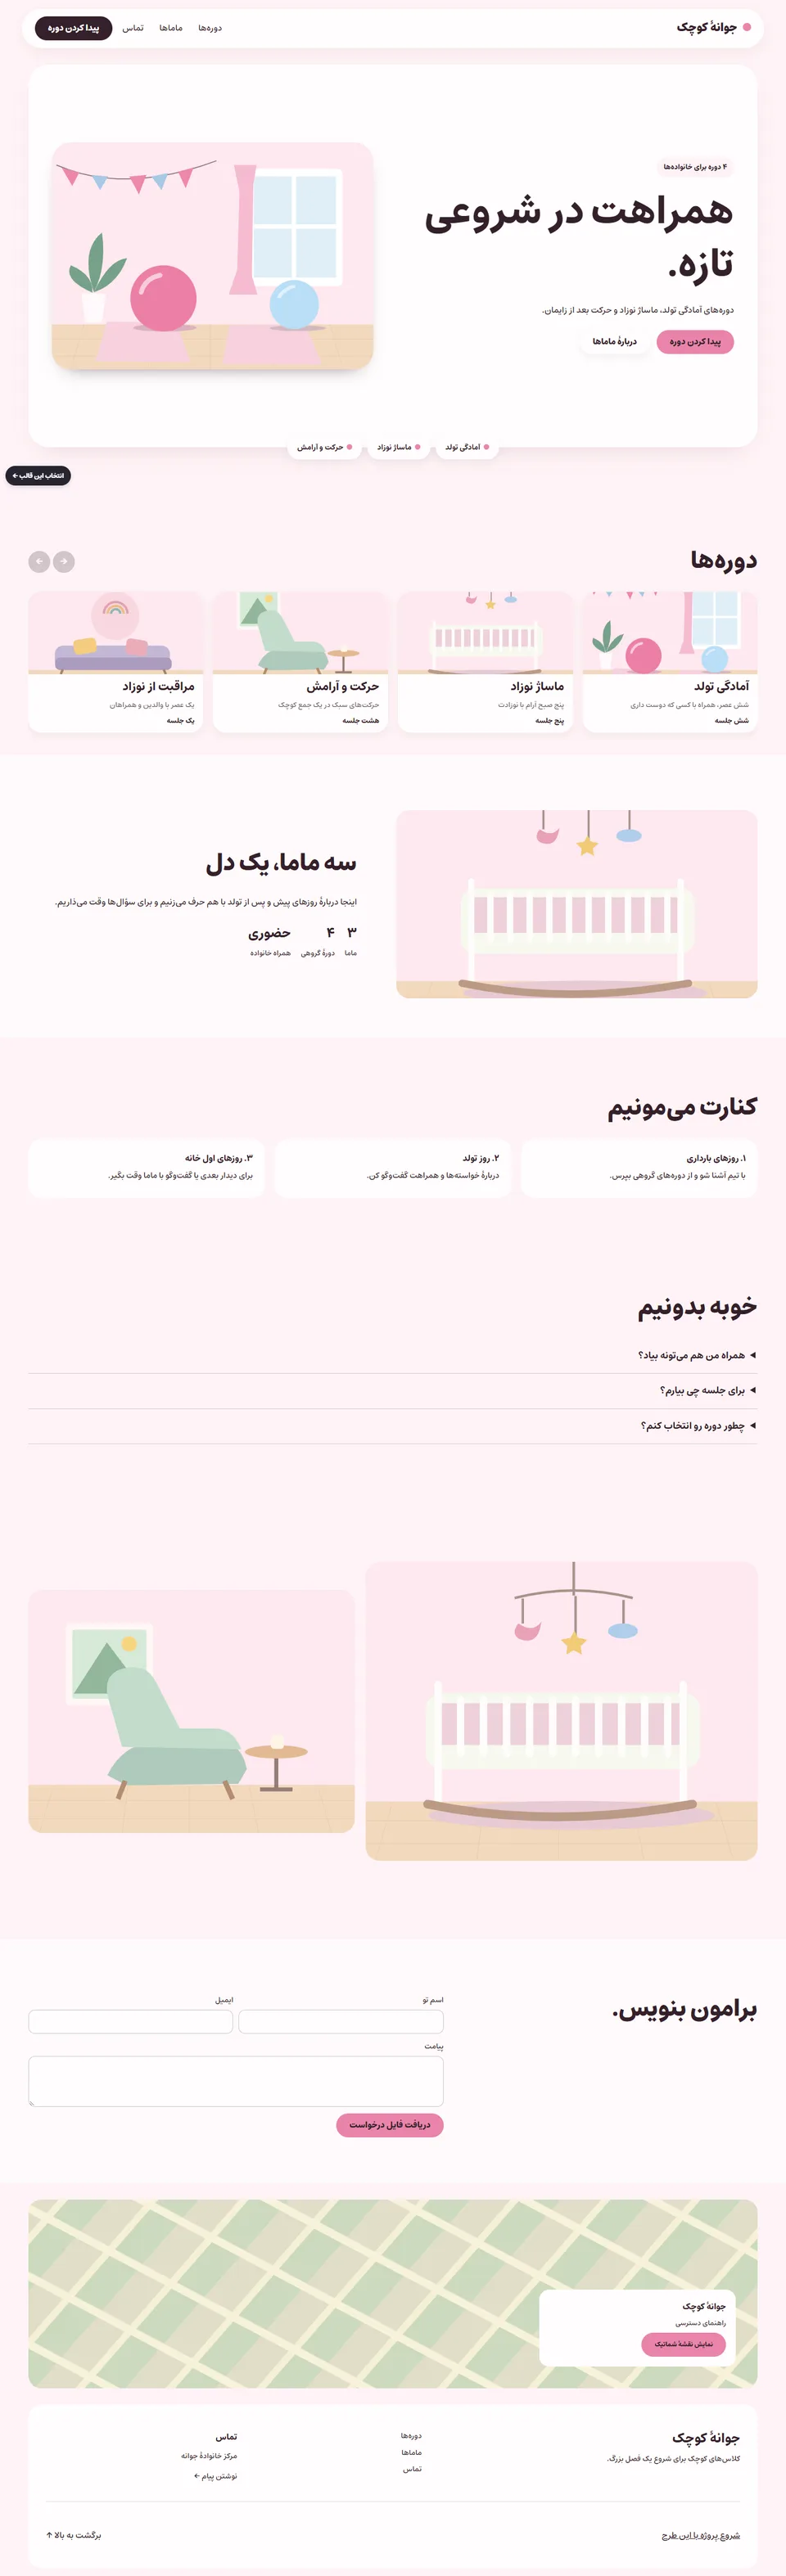 جوانهٔ کوچک
دوره‌ها
ماماها
تماس
پیدا کردن دوره
۴ دوره برای خانواده‌ها
همراهت در شروعی
تازه.
دوره‌های آمادگی تولد، ماساژ نوزاد و حرکت بعد از زایمان.
پیدا کردن دوره
دربارهٔ ماماها
آمادگی تولد
ماساژ نوزاد
حرکت و آرامش
انتخاب این قالب ←
دوره‌ها
→ ←
آمادگی تولد
شش عصر، همراه با کسی که دوست داری
شش جلسه
ماساژ نوزاد
پنج صبح آرام با نوزادت
پنج جلسه
حرکت و آرامش
حرکت‌های سبک در یک جمع کوچک
هشت جلسه
مراقبت از نوزاد
یک عصر با والدین و همراهان
یک جلسه
سه ماما، یک دل
اینجا دربارهٔ روزهای پیش و پس از تولد با هم حرف می‌زنیم و برای سؤال‌ها وقت می‌ذاریم.
۳
ماما
۴
دورهٔ گروهی
حضوری
همراه خانواده
کنارت می‌مونیم
۱. روزهای بارداری
با تیم آشنا شو و از دوره‌های گروهی بپرس.
۲. روز تولد
دربارهٔ خواسته‌ها و همراهت گفت‌وگو کن.
۳. روزهای اول خانه
برای دیدار بعدی یا گفت‌وگو با ماما وقت بگیر.
خوبه بدونیم
همراه من هم می‌تونه بیاد؟
برای جلسه چی بیارم؟
چطور دوره رو انتخاب کنم؟
برامون بنویس.
اسم تو
ایمیل
پیامت
دریافت فایل درخواست
جوانهٔ کوچک
راهنمای دسترسی
نمایش نقشهٔ شماتیک
جوانهٔ کوچک
کلاس‌های کوچک برای شروع یک فصل بزرگ.
دوره‌ها
ماماها
تماس
تماس
مرکز خانوادهٔ جوانه
نوشتن پیام ←
شروع پروژه با این طرح
برگشت به بالا ↑